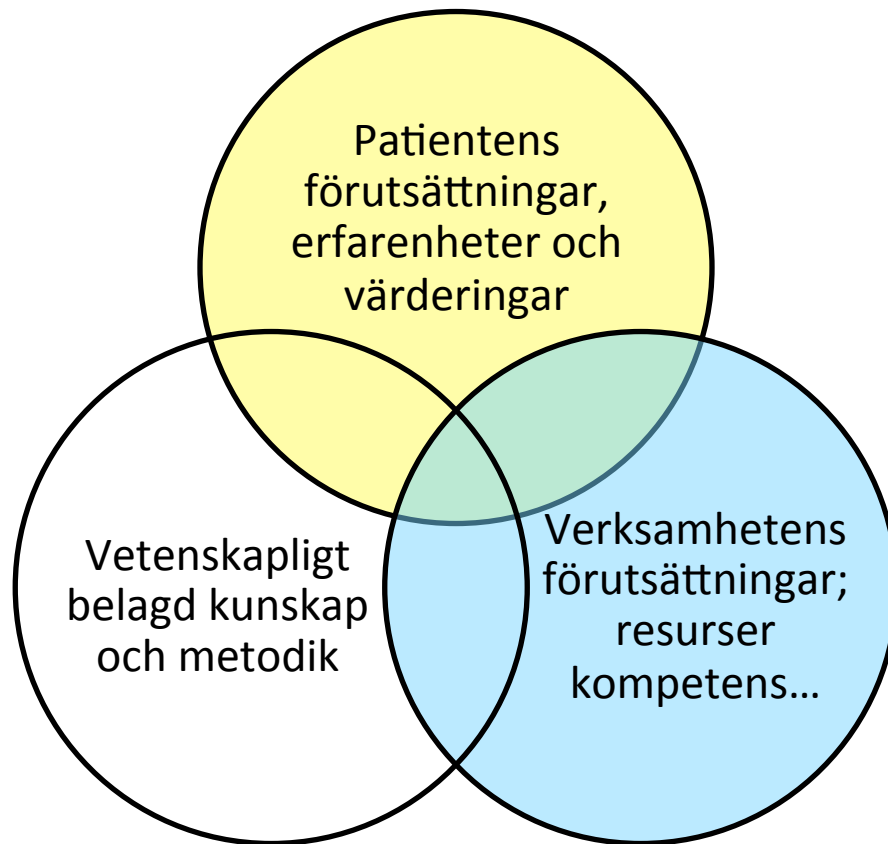 Patientens
förutsättningar,
erfarenheter och
värderingar
Vetenskapligt
belagd kunskap
och metodik
Verksamhetens
förutsättningar;
resurser
kompetens...